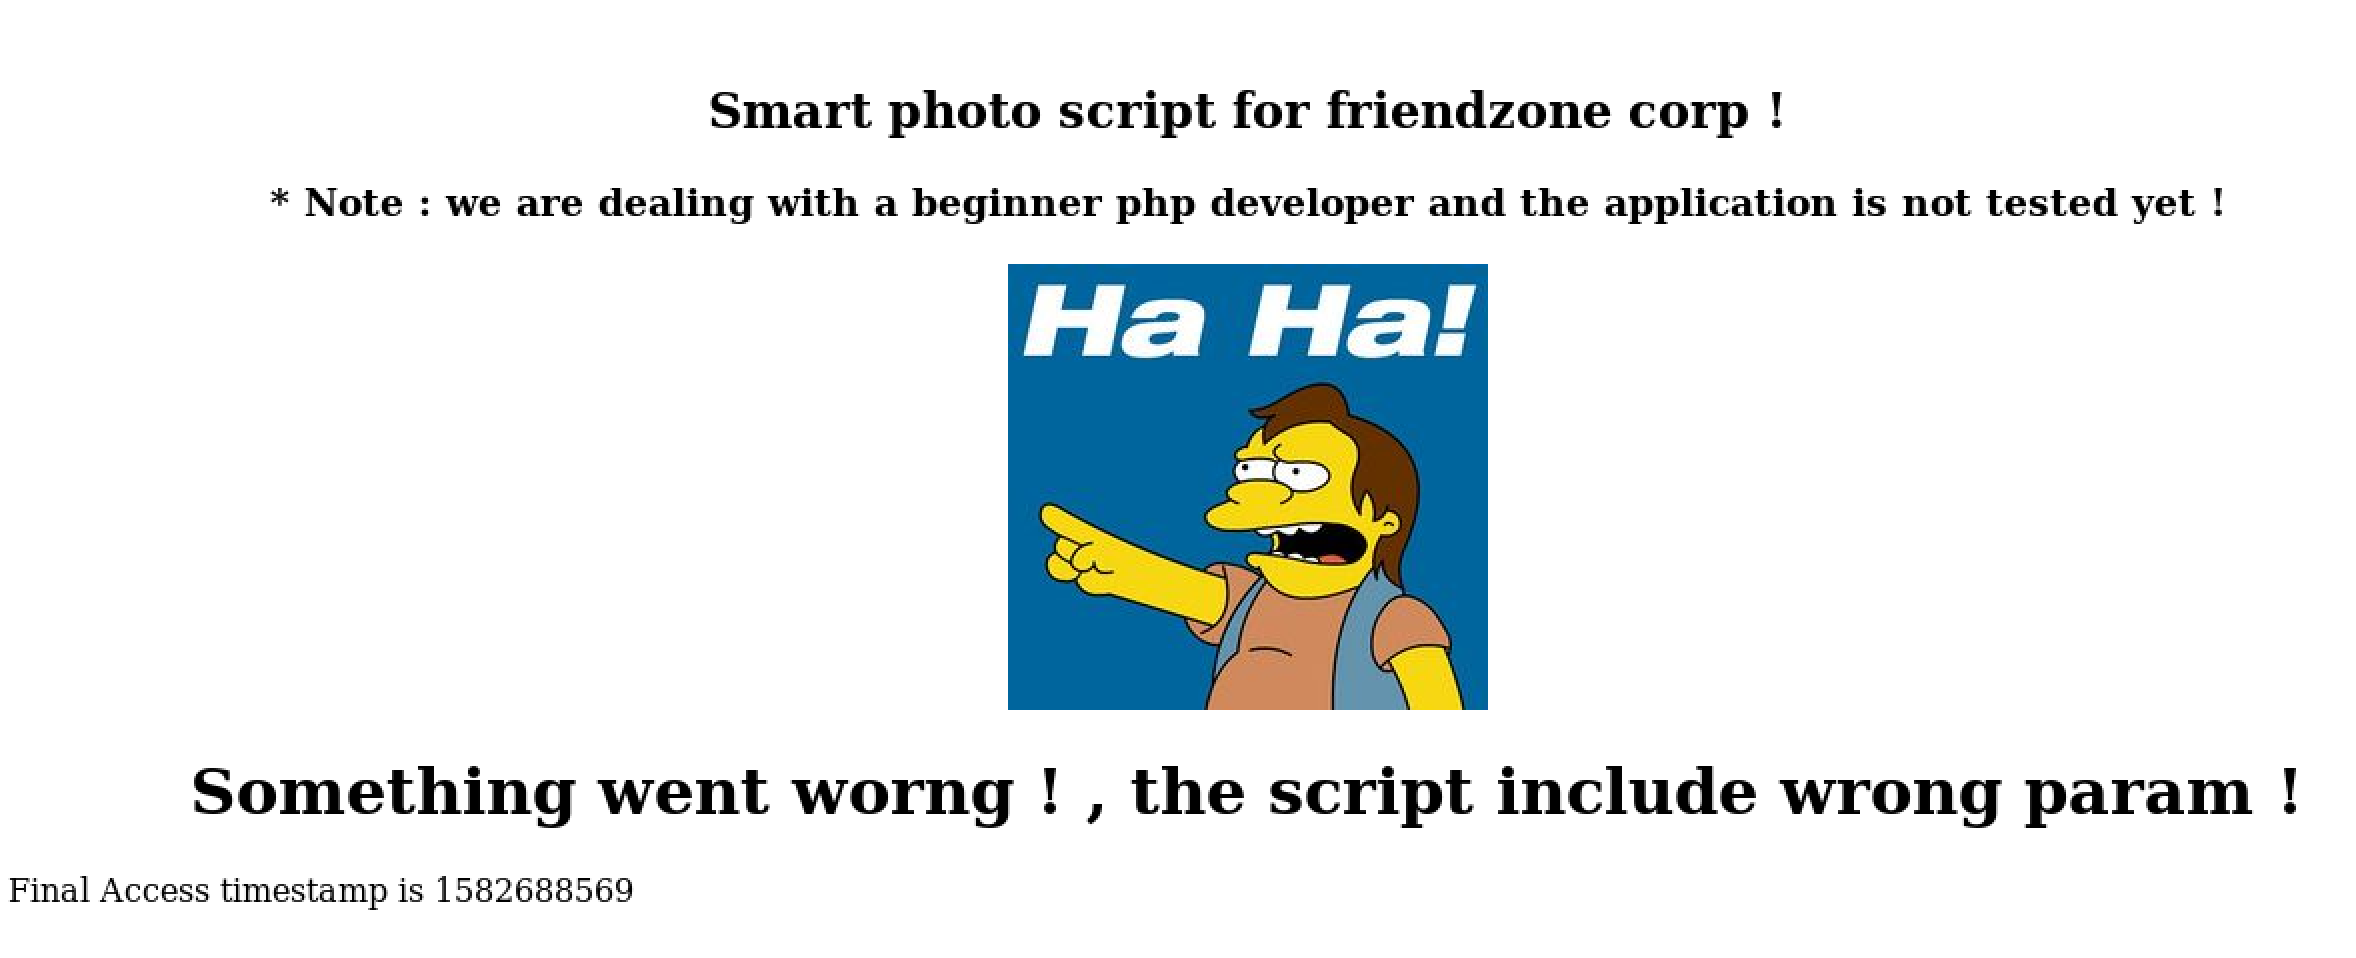 Smart photo script for friendzone corp !
* Note : we are dealing with a beginner php developer and the application is not tested yet !
Ha Ha!
Something went worng ! , the script include wrong param !
Final Access timestamp is 1582688569